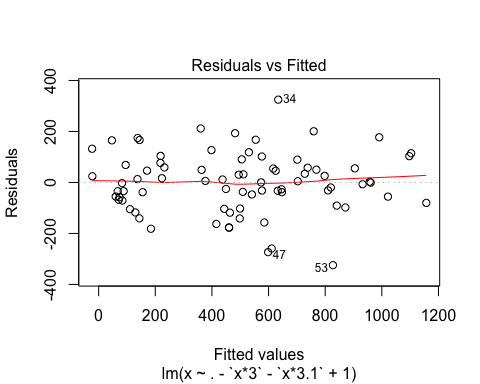 Residuals vs Fitted
Residuals
400
200
0
-200
-400
34
47
53
0 200 400 600 800 1000 1200
Fitted values
lm(x ~ . - `x*3` - `x*3.1` + 1)